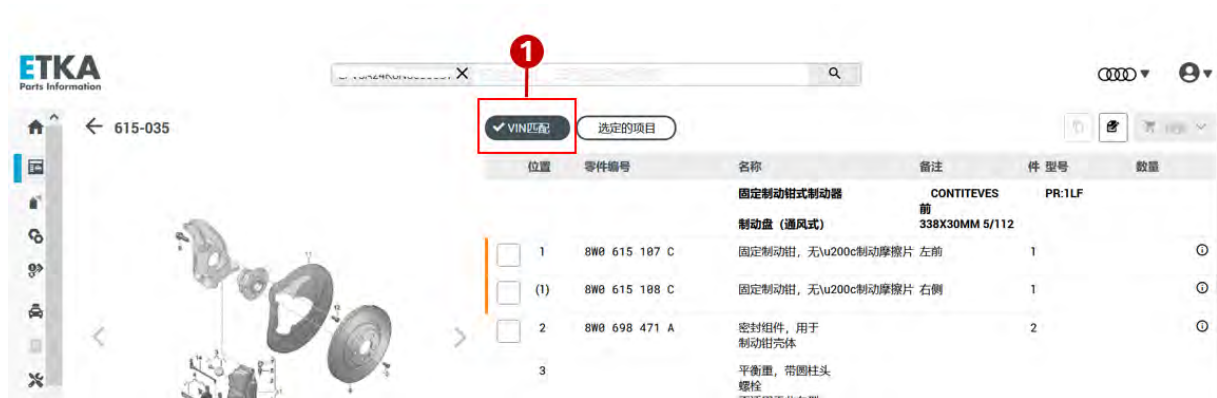 1
ETKA
Parts Information
615-035
VIN匹配
选定的项目
位置 零件编号 名称 备注 件 型号 数量
固定制动钳式制动器 CONTITEVES PR:1LF
前
制动盘（通风式） 338X30MM 5/112
1 8W0 615 107 C 固定制动钳，无\u200c制动摩擦片 左前 1
(1) 8W0 615 108 C 固定制动钳，无\u200c制动摩擦片 右侧 1
2 8W0 698 471 A 密封组件，用于 2
制动钳壳体
3 平衡重，带圆柱头
螺栓